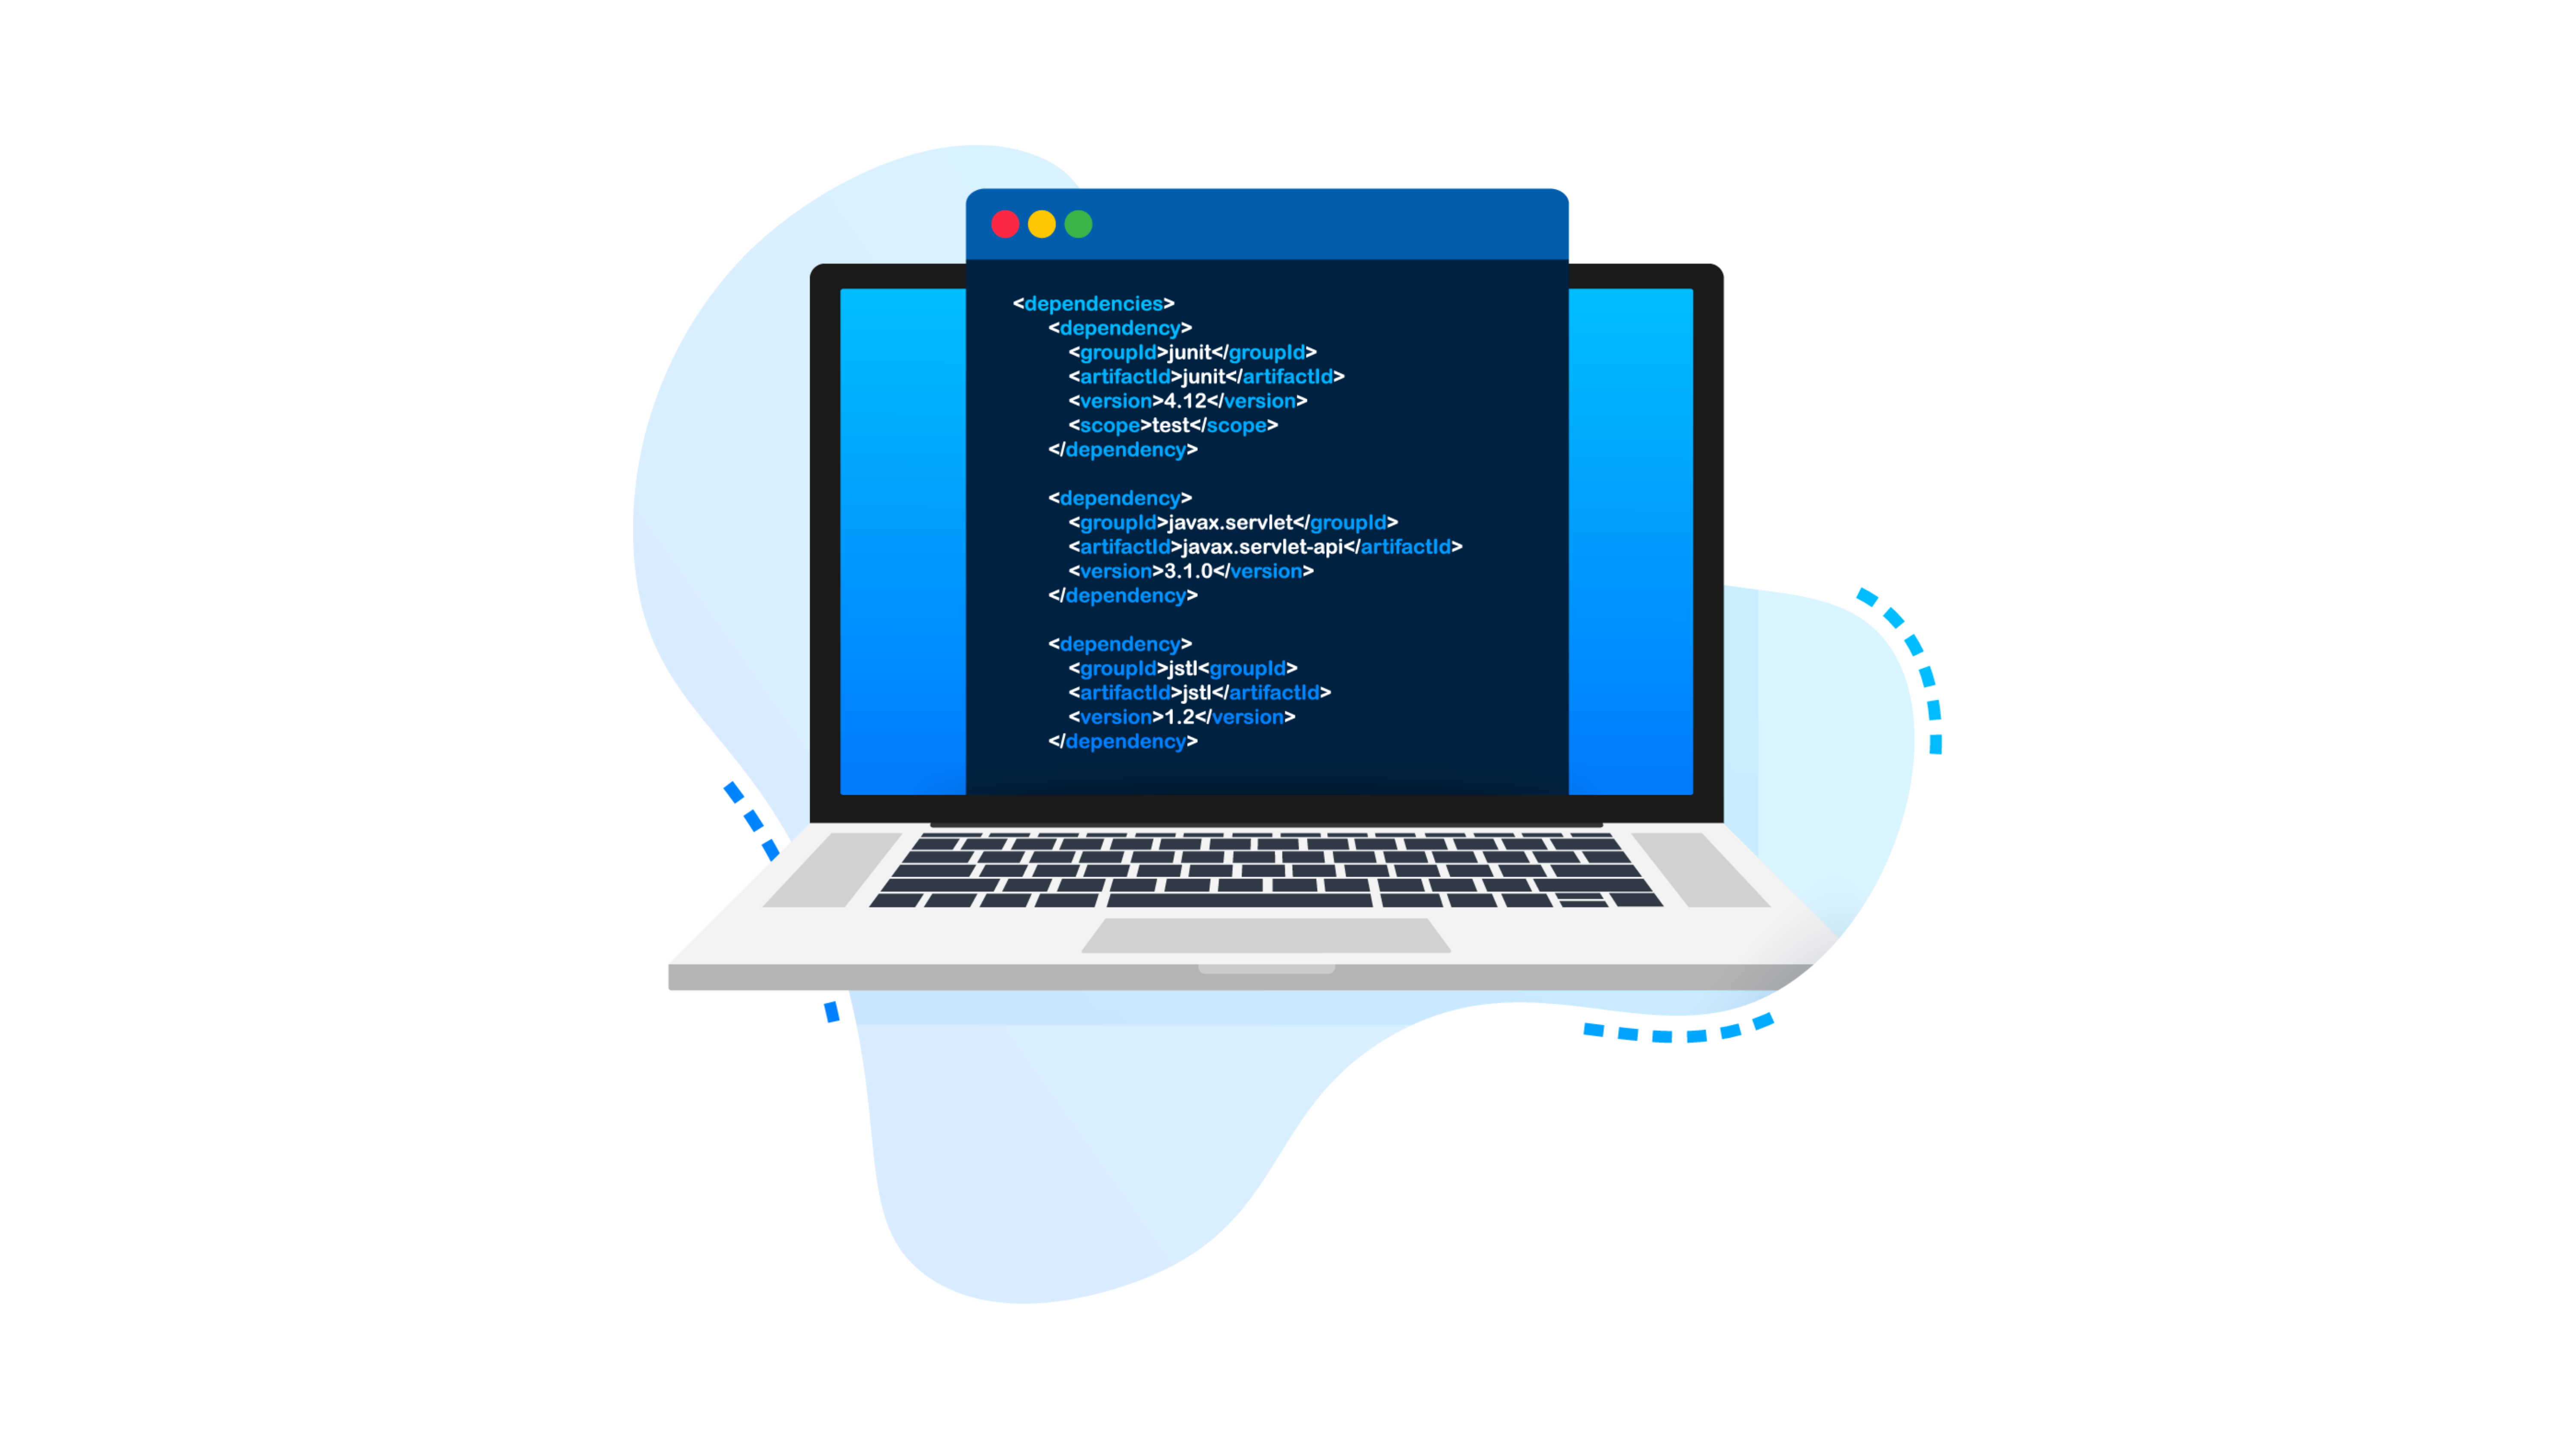 <dependencies>
<dependency>
<groupId>junit</groupId>
<artifactId>junit</artifactId>
<version>4.12</version>
<scope>test</scope>
</dependency>
<dependency>
<groupId>javax.servlet</groupId>
<artifactId>javax.servlet-api</artifactId>
<version>3.1.0</version>
</dependency>
<dependency>
<groupId>jstl<groupId>
<artifactId>jstl</artifactId>
<version>1.2</version>
</dependency>